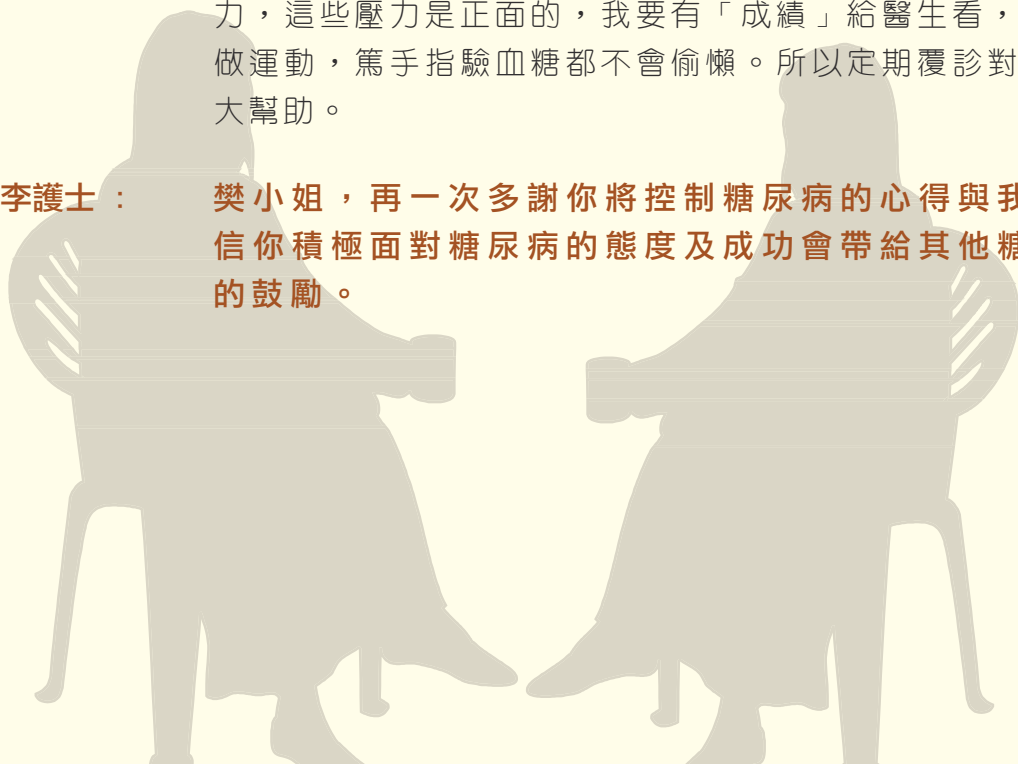 力，這些壓力是正面的，我要有「成績」給醫生看，
做運動，篤手指驗血糖都不會偷懶。所以定期覆診對
大幫助。
李護士： 樊小姐，再一次多謝你將控制糖尿病的心得與我
信你積極面對糖尿病的態度及成功會帶給其他糖
的鼓勵。